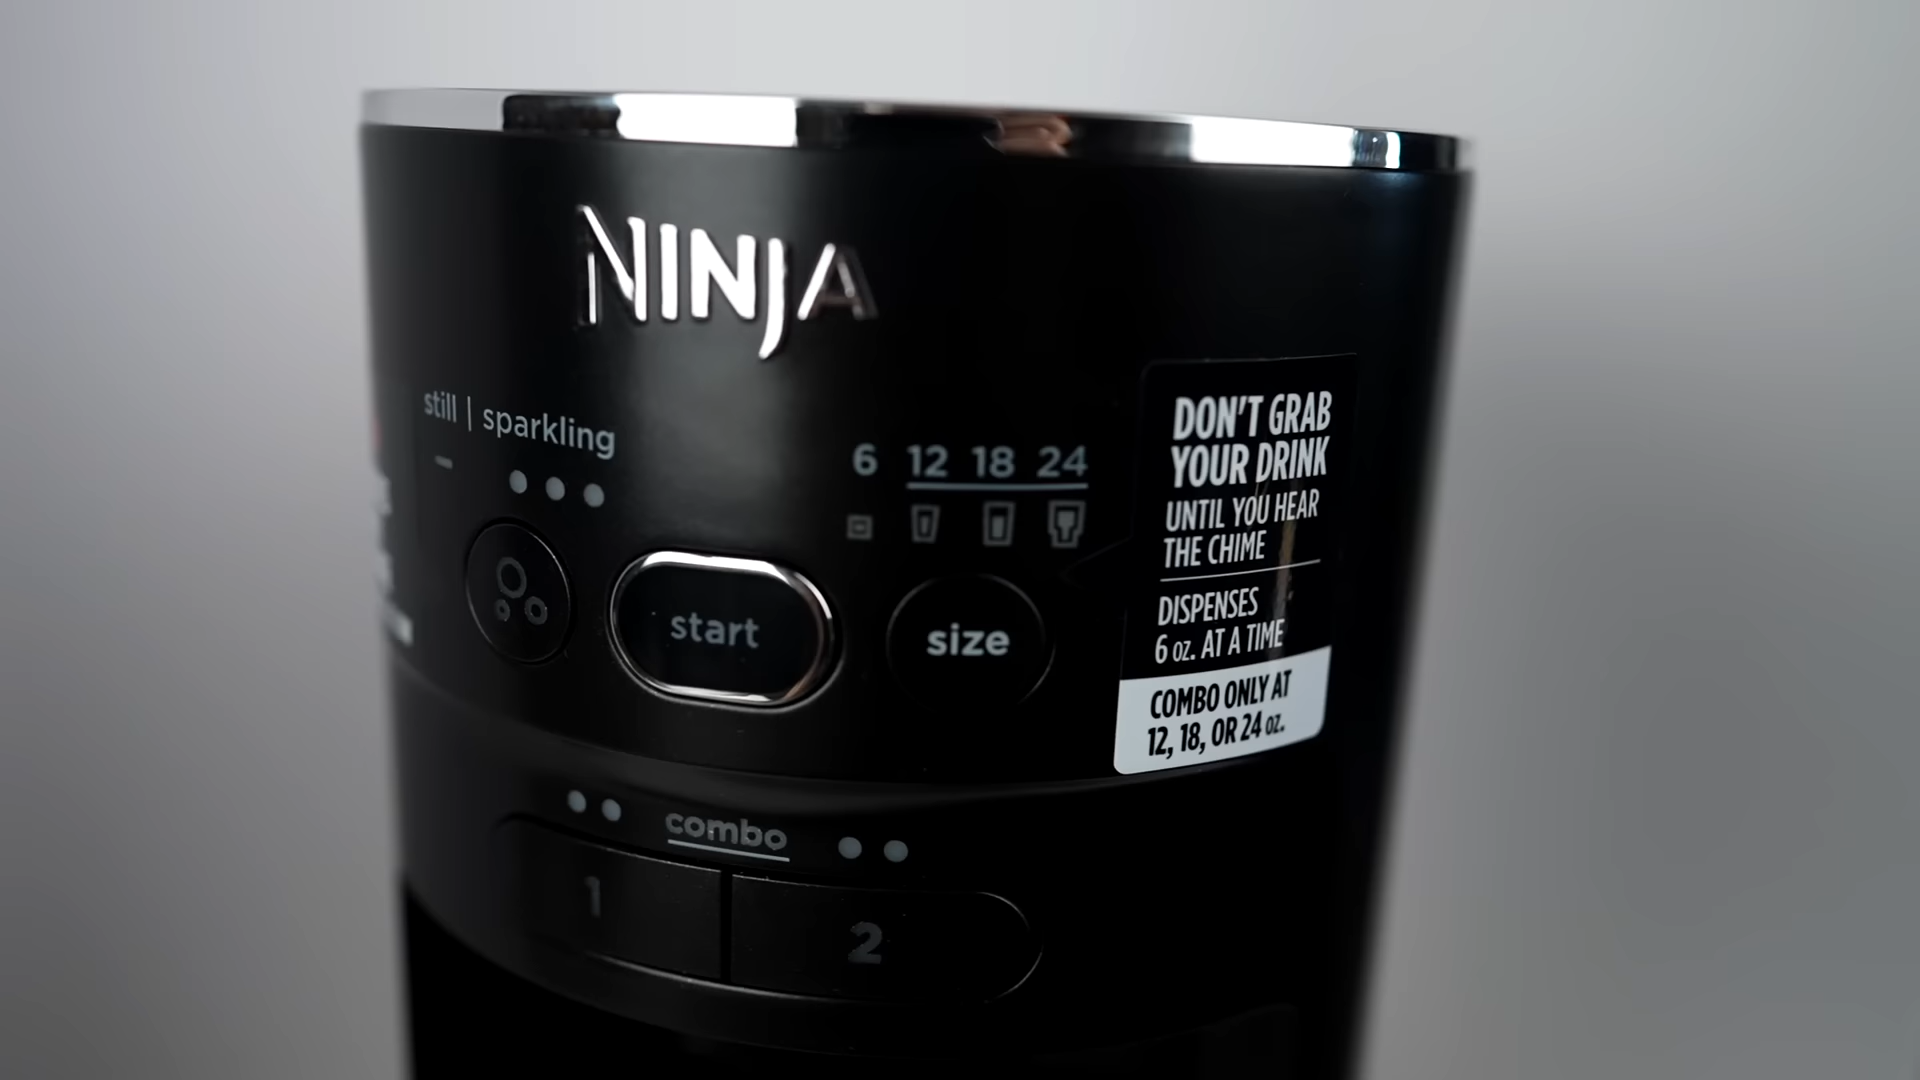 NINJA
still | sparkling
6 12 18 24
start
size
DON'T GRAB
YOUR DRINK
UNTIL YOU HEAR
THE CHIME
DISPENSES
6 oz. AT A TIME
COMBO ONLY AT
12, 18, OR 24 oz.
combo
1
2